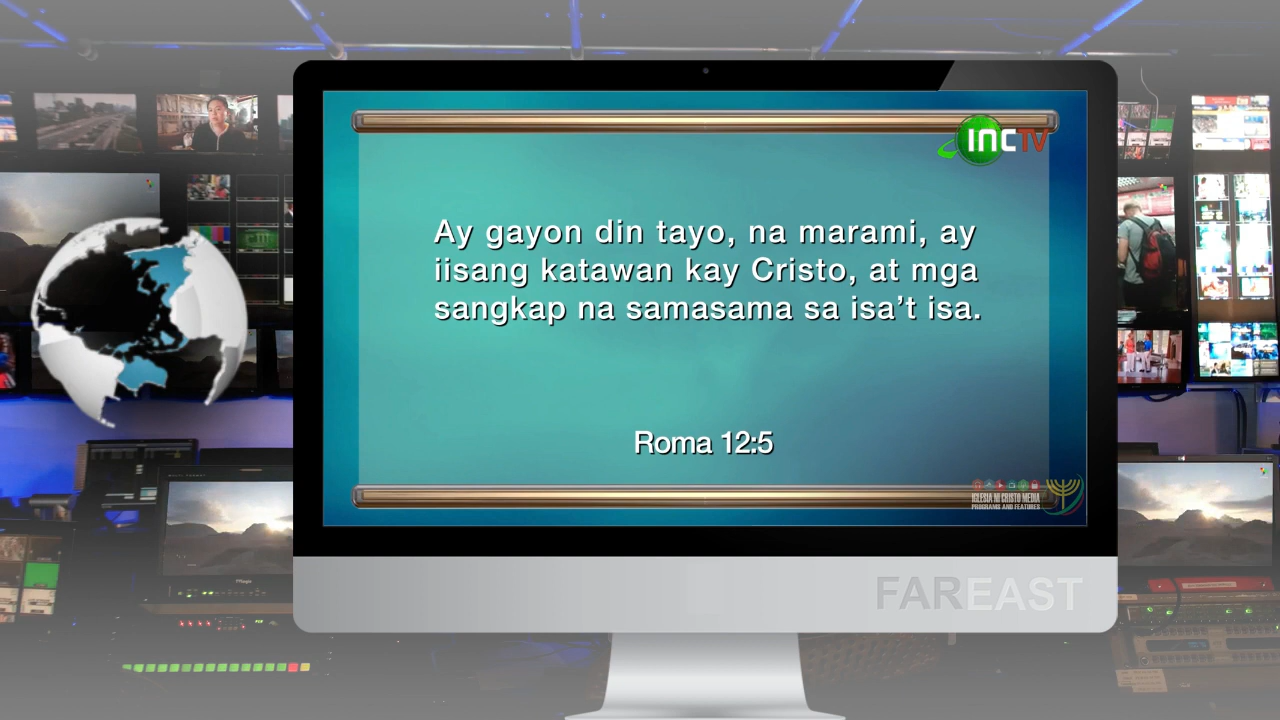 INCTV
Ay gayon din tayo, na marami, ay
iisang katawan kay Cristo, at mga
sangkap na samasama sa isa’t isa.
Roma 12:5
IGLESIA NI CRISTO MEDIA
PROGRAMS AND FEATURES
FAREAST